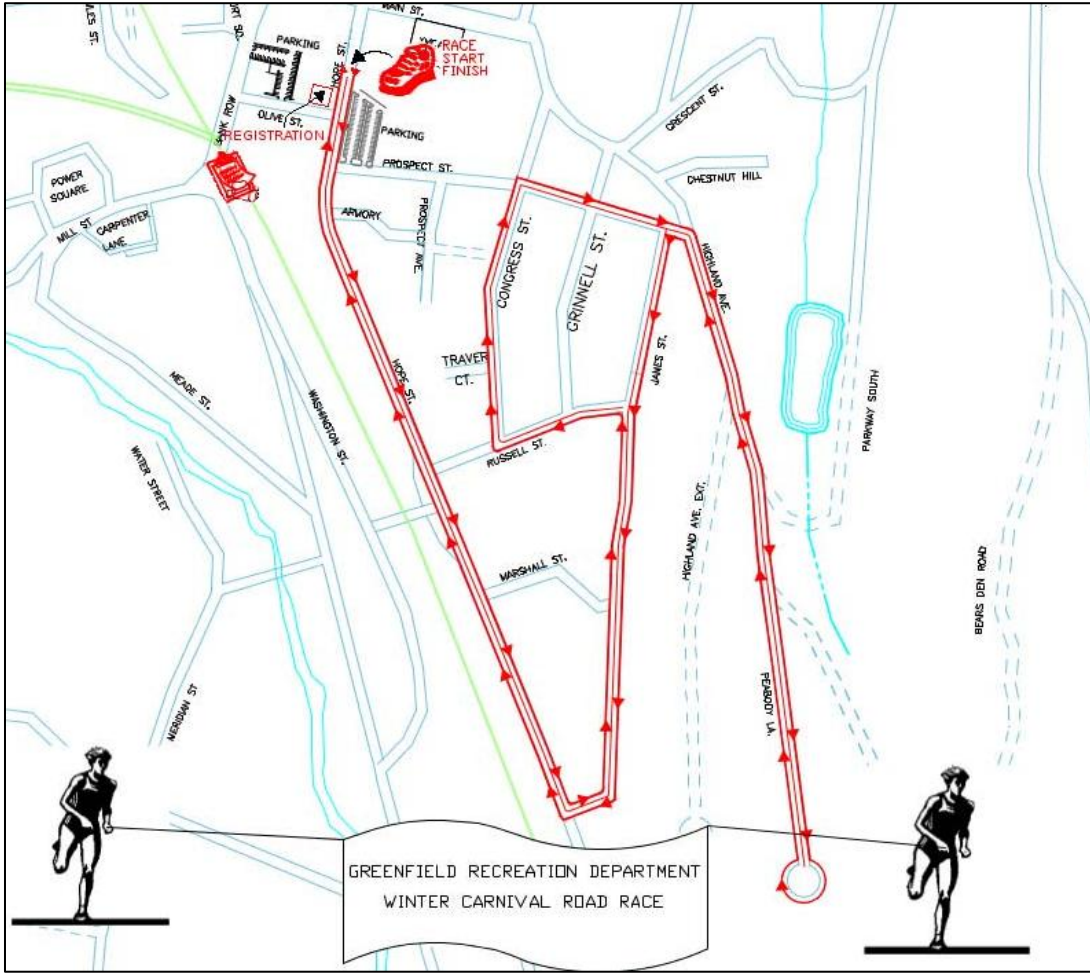 MAIN ST.
PARKING
HOPE ST.
RACE
START
FINISH
CRESCENT ST.
OLIVE ST.
REGISTRATION
PARKING
PROSPECT ST.
CHESTNUT HILL
POWER
SQUARE
MILL ST
CARPENTER
LANE
ARMORY
PROSPECT AVE.
CONGRESS ST.
GRINNELL ST.
HIGHLAND AVE.
TRAVER
CT.
JAMES ST.
HOPE ST.
MEADE ST.
WASHINGTON ST.
PARKWAY SOUTH
RUSSELL ST.
WATER STREET
HIGHLAND AVE, EXT.
MARSHALL ST.
BEARS DEN ROAD
MERIDIAN ST
PEABODY LA.
GREENFIELD RECREATION DEPARTMENT
WINTER CARNIVAL ROAD RACE